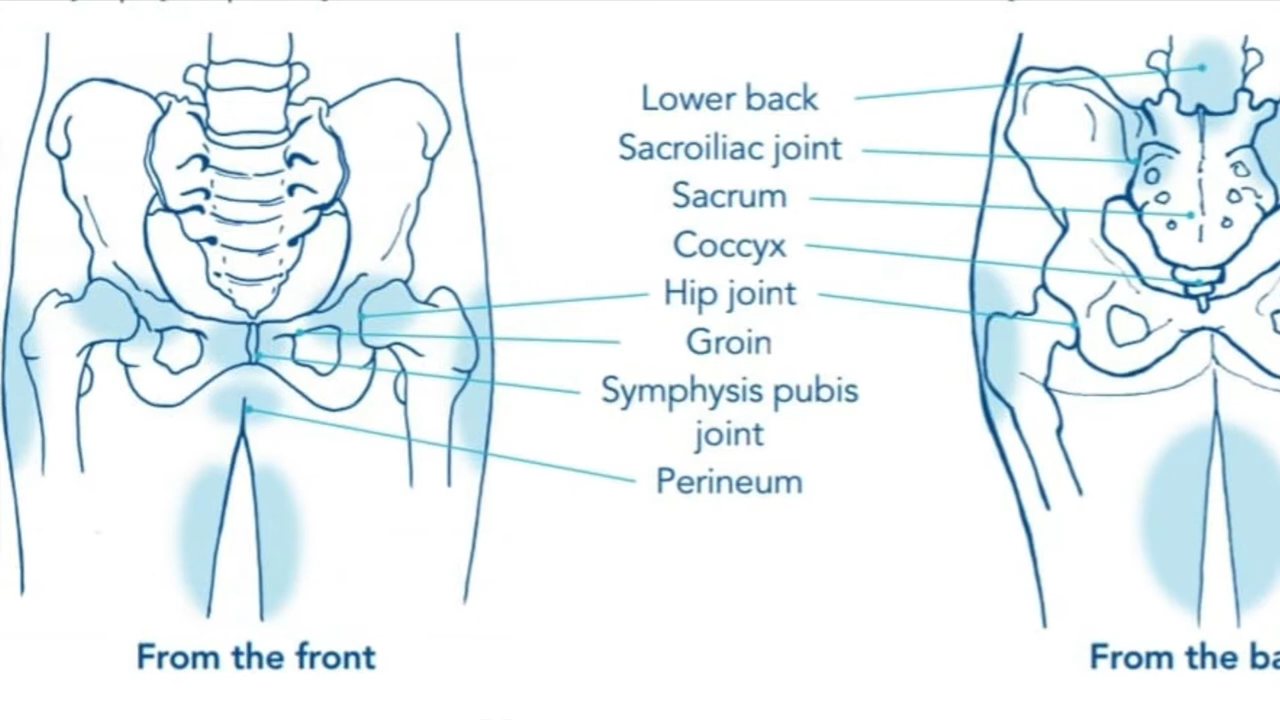 Lower back
Sacroiliac joint
Sacrum
Coccyx
Hip joint
Groin
Symphysis pubis
joint
Perineum
From the front
From the ba